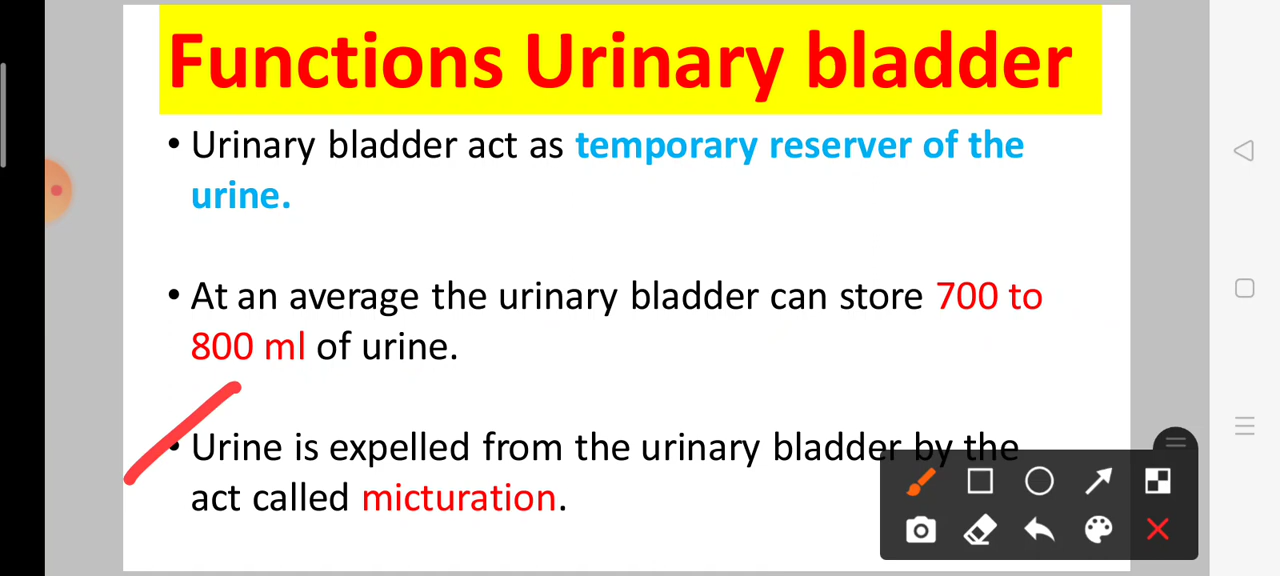 Functions Urinary bladder
• Urinary bladder act as temporary reserver of the
urine.
• At an average the urinary bladder can store 700 to
800 ml of urine.
• Urine is expelled from the urinary bladder by the
act called micturation.